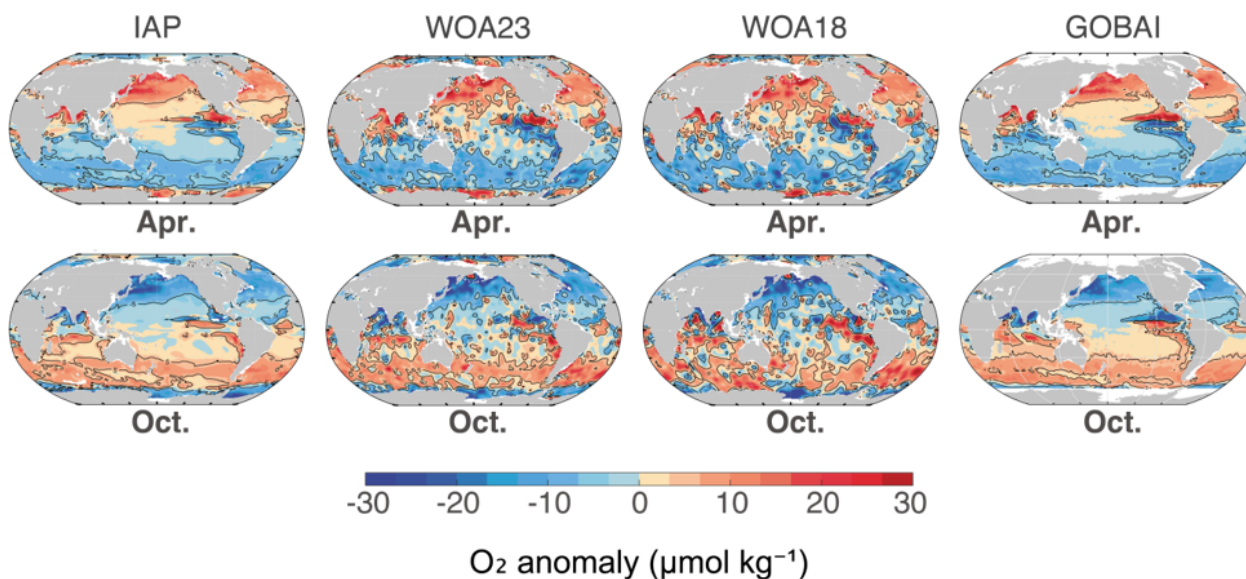 IAP WOA23 WOA18 GOBAI
Apr. Apr. Apr. Apr.
Oct. Oct. Oct. Oct.
-30 -20 -10 0 10 20 30
O₂ anomaly (μmol kg⁻¹)